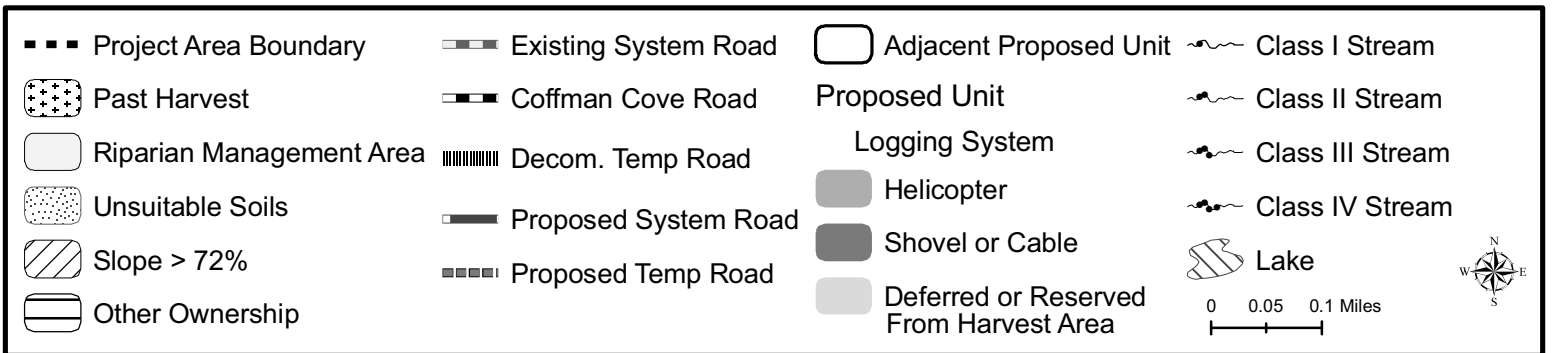 Project Area Boundary
Past Harvest
Riparian Management Area
Unsuitable Soils
Slope > 72%
Other Ownership
Existing System Road
Coffman Cove Road
Decom. Temp Road
Proposed System Road
Proposed Temp Road
Adjacent Proposed Unit
Proposed Unit
Logging System
Helicopter
Shovel or Cable
Deferred or Reserved
From Harvest Area
Class I Stream
Class II Stream
Class III Stream
Class IV Stream
Lake
0 0.05 0.1 Miles
N
W E
S